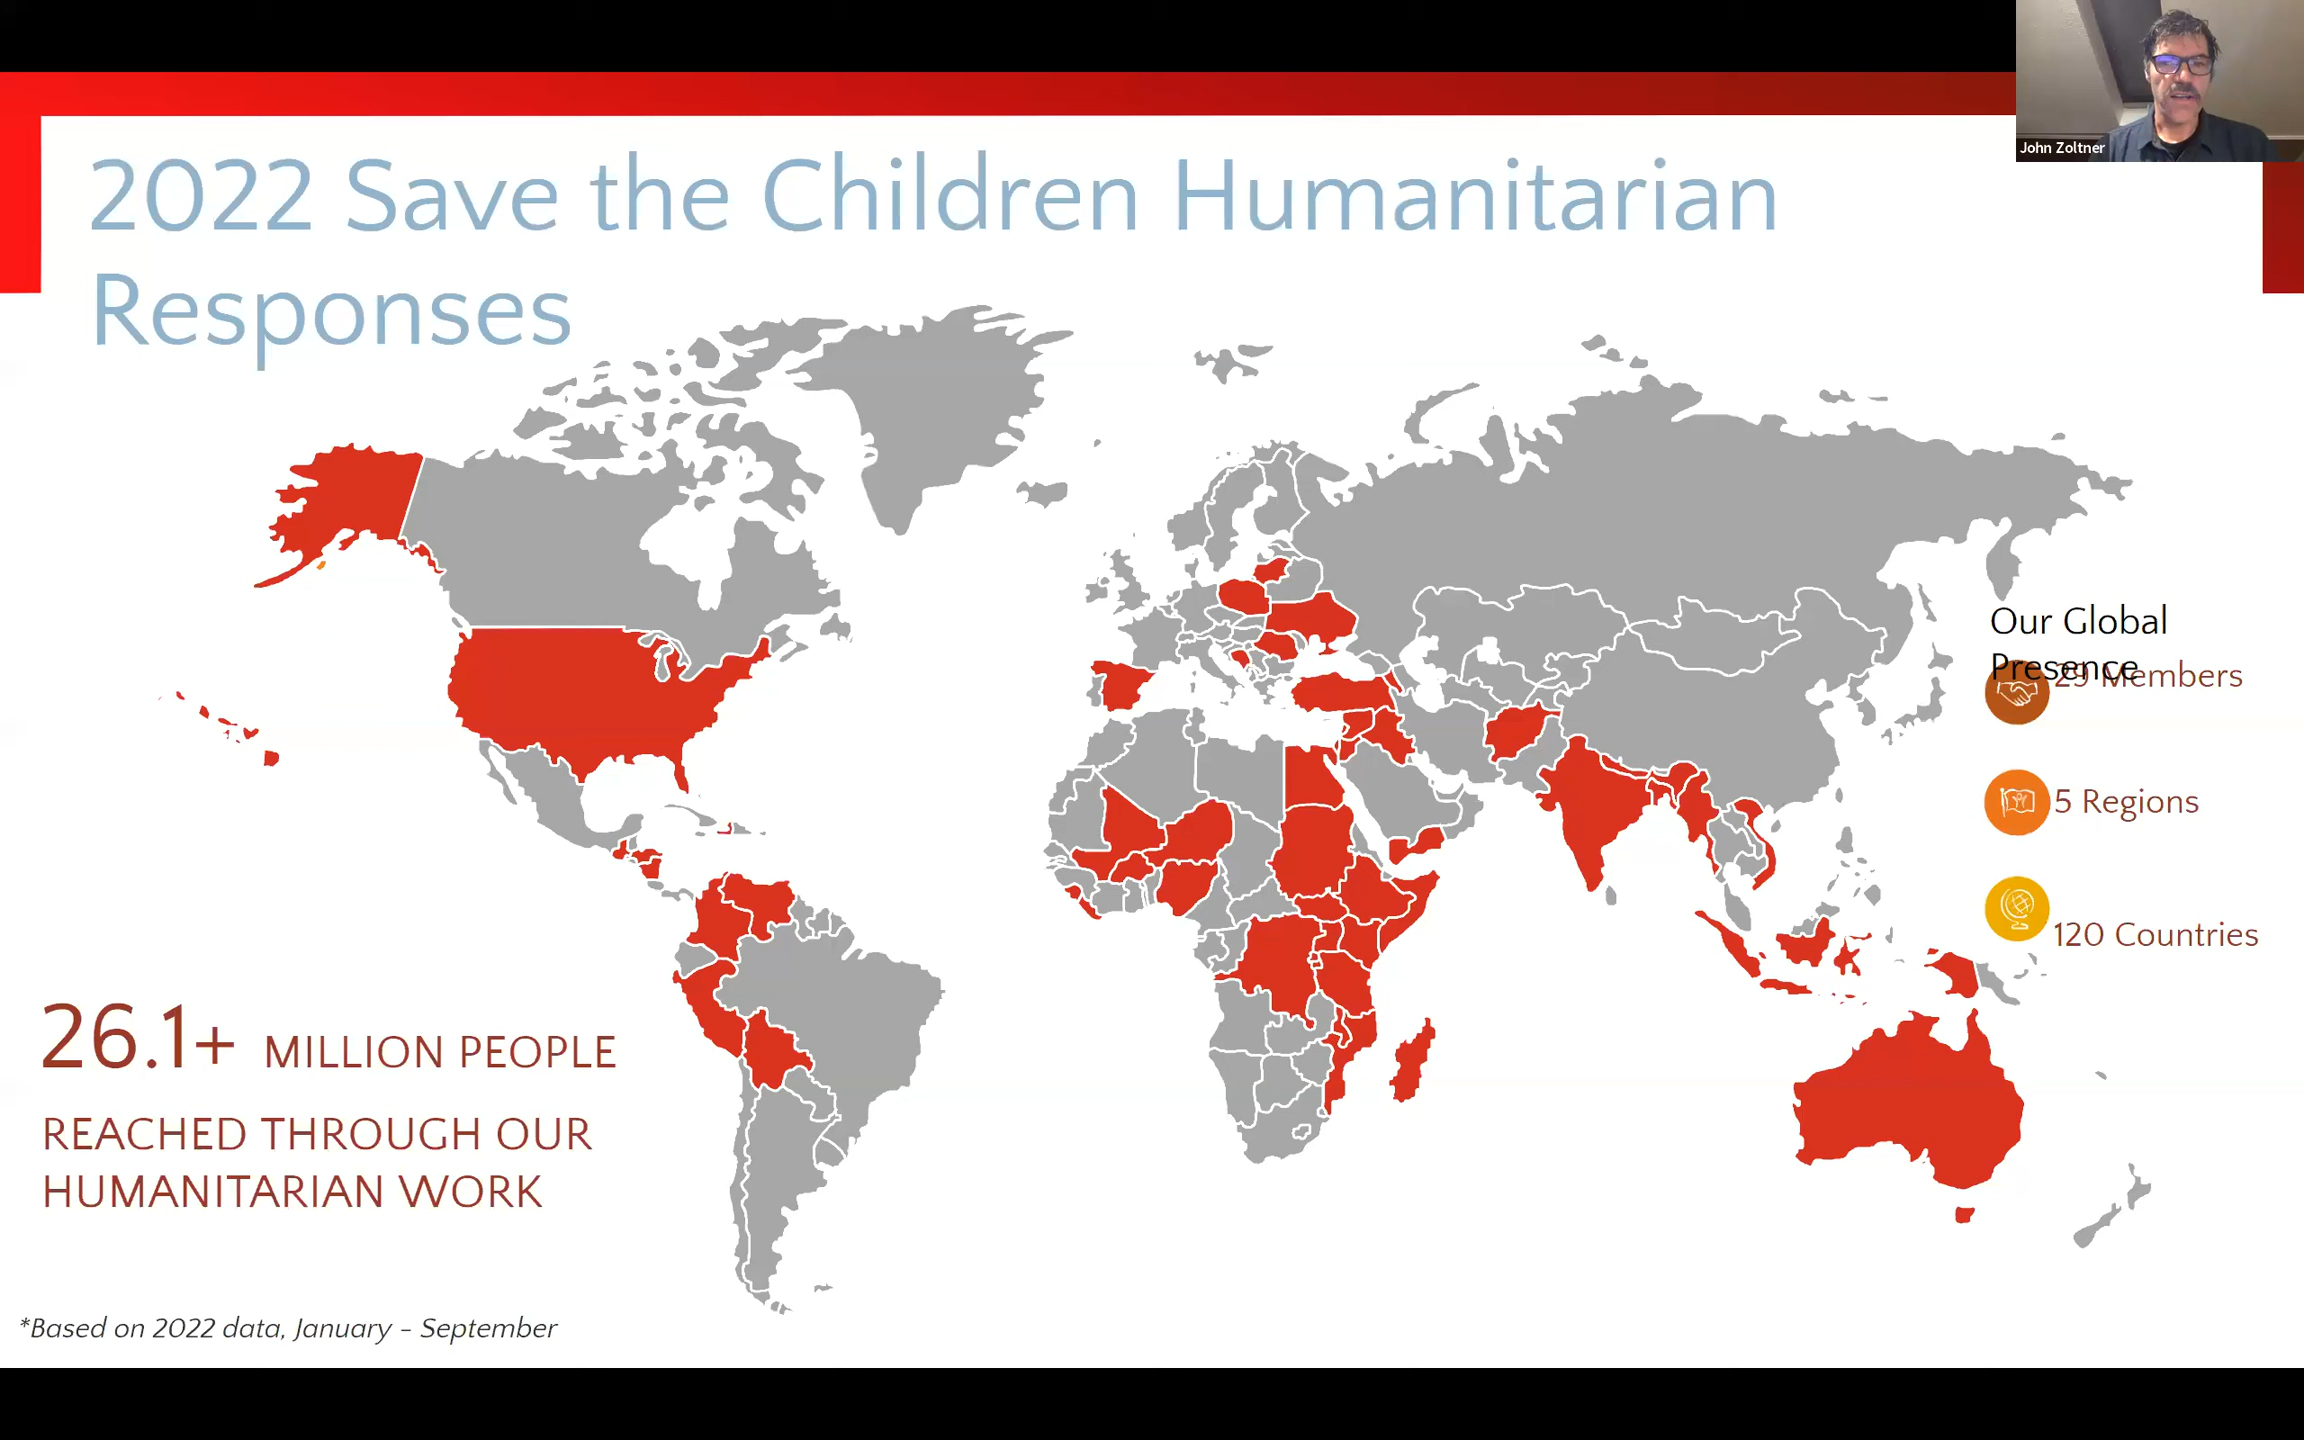 John Zoltner
2022 Save the Children Humanitarian
Responses
Our Global
Presence
29 Members
5 Regions
120 Countries
26.1+ MILLION PEOPLE
REACHED THROUGH OUR
HUMANITARIAN WORK
*Based on 2022 data, January - September